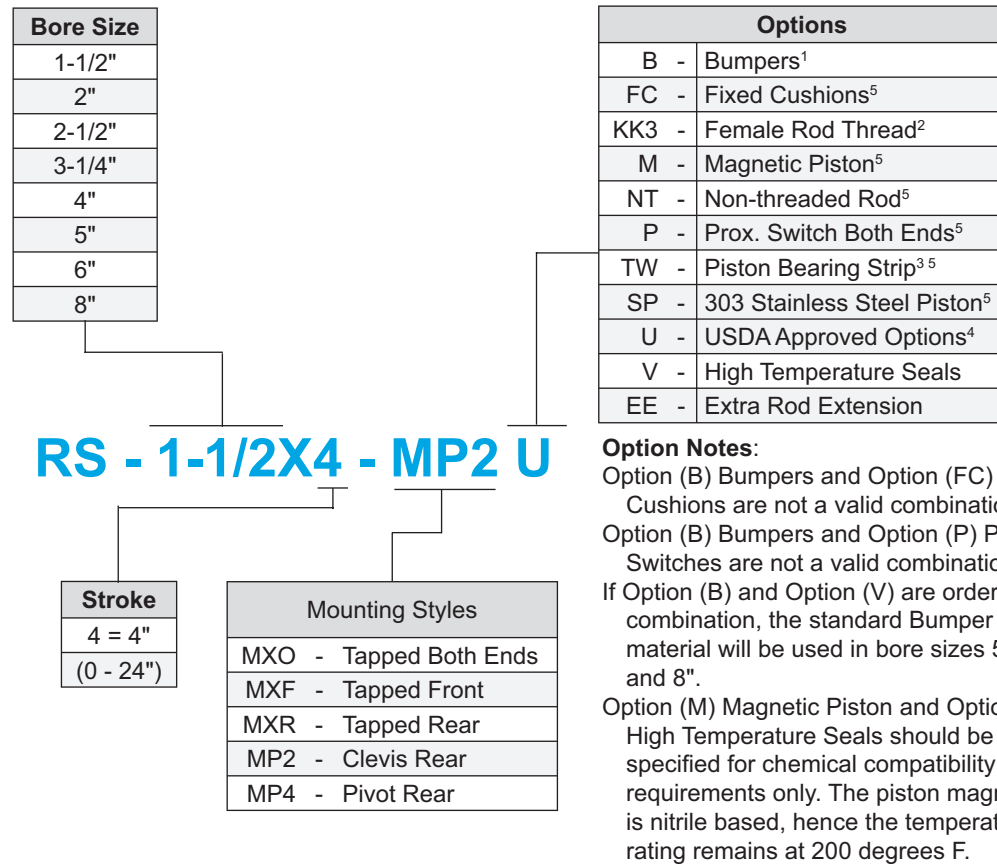 Bore Size
1-1/2"
2"
2-1/2"
3-1/4"
4"
5"
6"
8"
Options
B - Bumpers¹
FC - Fixed Cushions⁵
KK3 - Female Rod Thread²
M - Magnetic Piston⁵
NT - Non-threaded Rod⁵
P - Prox. Switch Both Ends⁵
TW - Piston Bearing Strip³ ⁵
SP - 303 Stainless Steel Piston⁵
U - USDA Approved Options⁴
V - High Temperature Seals
EE - Extra Rod Extension
RS - 1-1/2X4 - MP2 U
Stroke
4 = 4"
(0 - 24")
Mounting Styles
MXO - Tapped Both Ends
MXF - Tapped Front
MXR - Tapped Rear
MP2 - Clevis Rear
MP4 - Pivot Rear
Option Notes:
Option (B) Bumpers and Option (FC)
Cushions are not a valid
Option (B) Bumpers and Option (P)
Switches are not a valid
If Option (B) and Option (V) are
combination, the standard Bumper
material will be used in bore sizes
and 8".
Option (M) Magnetic Piston and
High Temperature Seals should be
specified for chemical compatibility
requirements only. The piston
is nitrile based, hence the
rating remains at 200 degrees F.